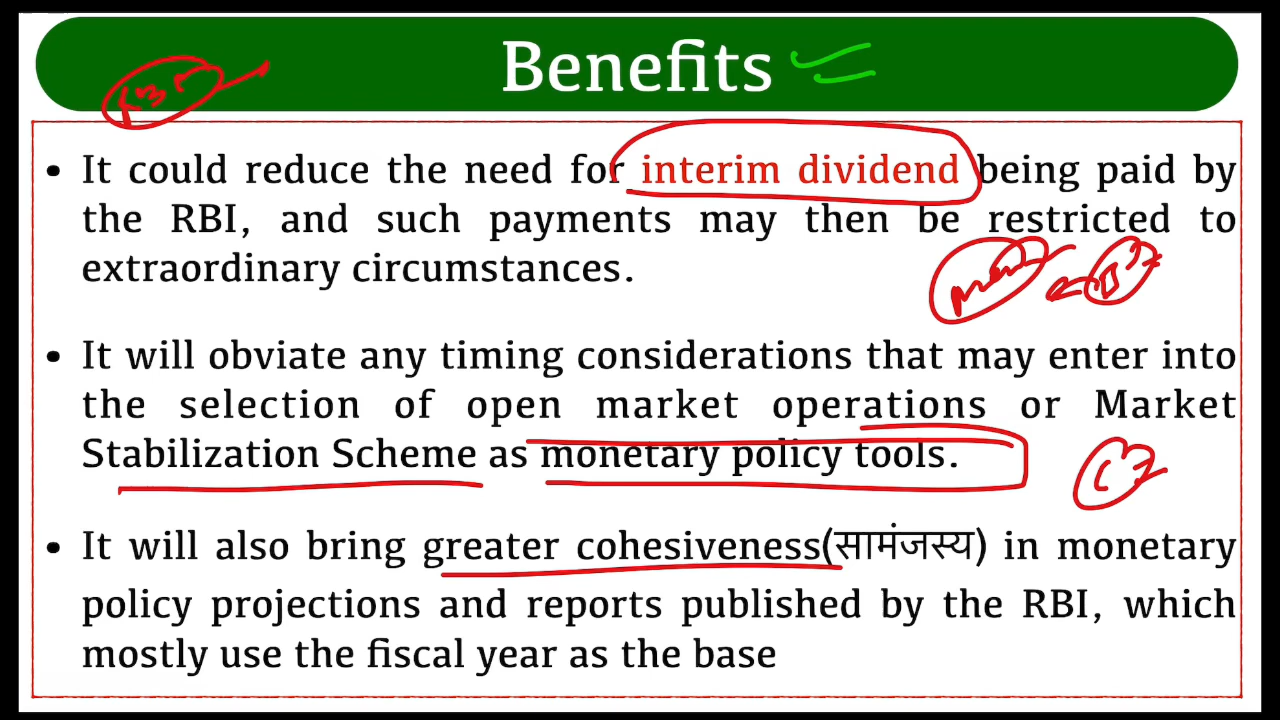 Benefits
• It could reduce the need for interim dividend being paid by
the RBI, and such payments may then be restricted to
extraordinary circumstances.
• It will obviate any timing considerations that may enter into
the selection of open market operations or Market
Stabilization Scheme as monetary policy tools.
• It will also bring greater cohesiveness(सामंजस्य) in monetary
policy projections and reports published by the RBI, which
mostly use the fiscal year as the base